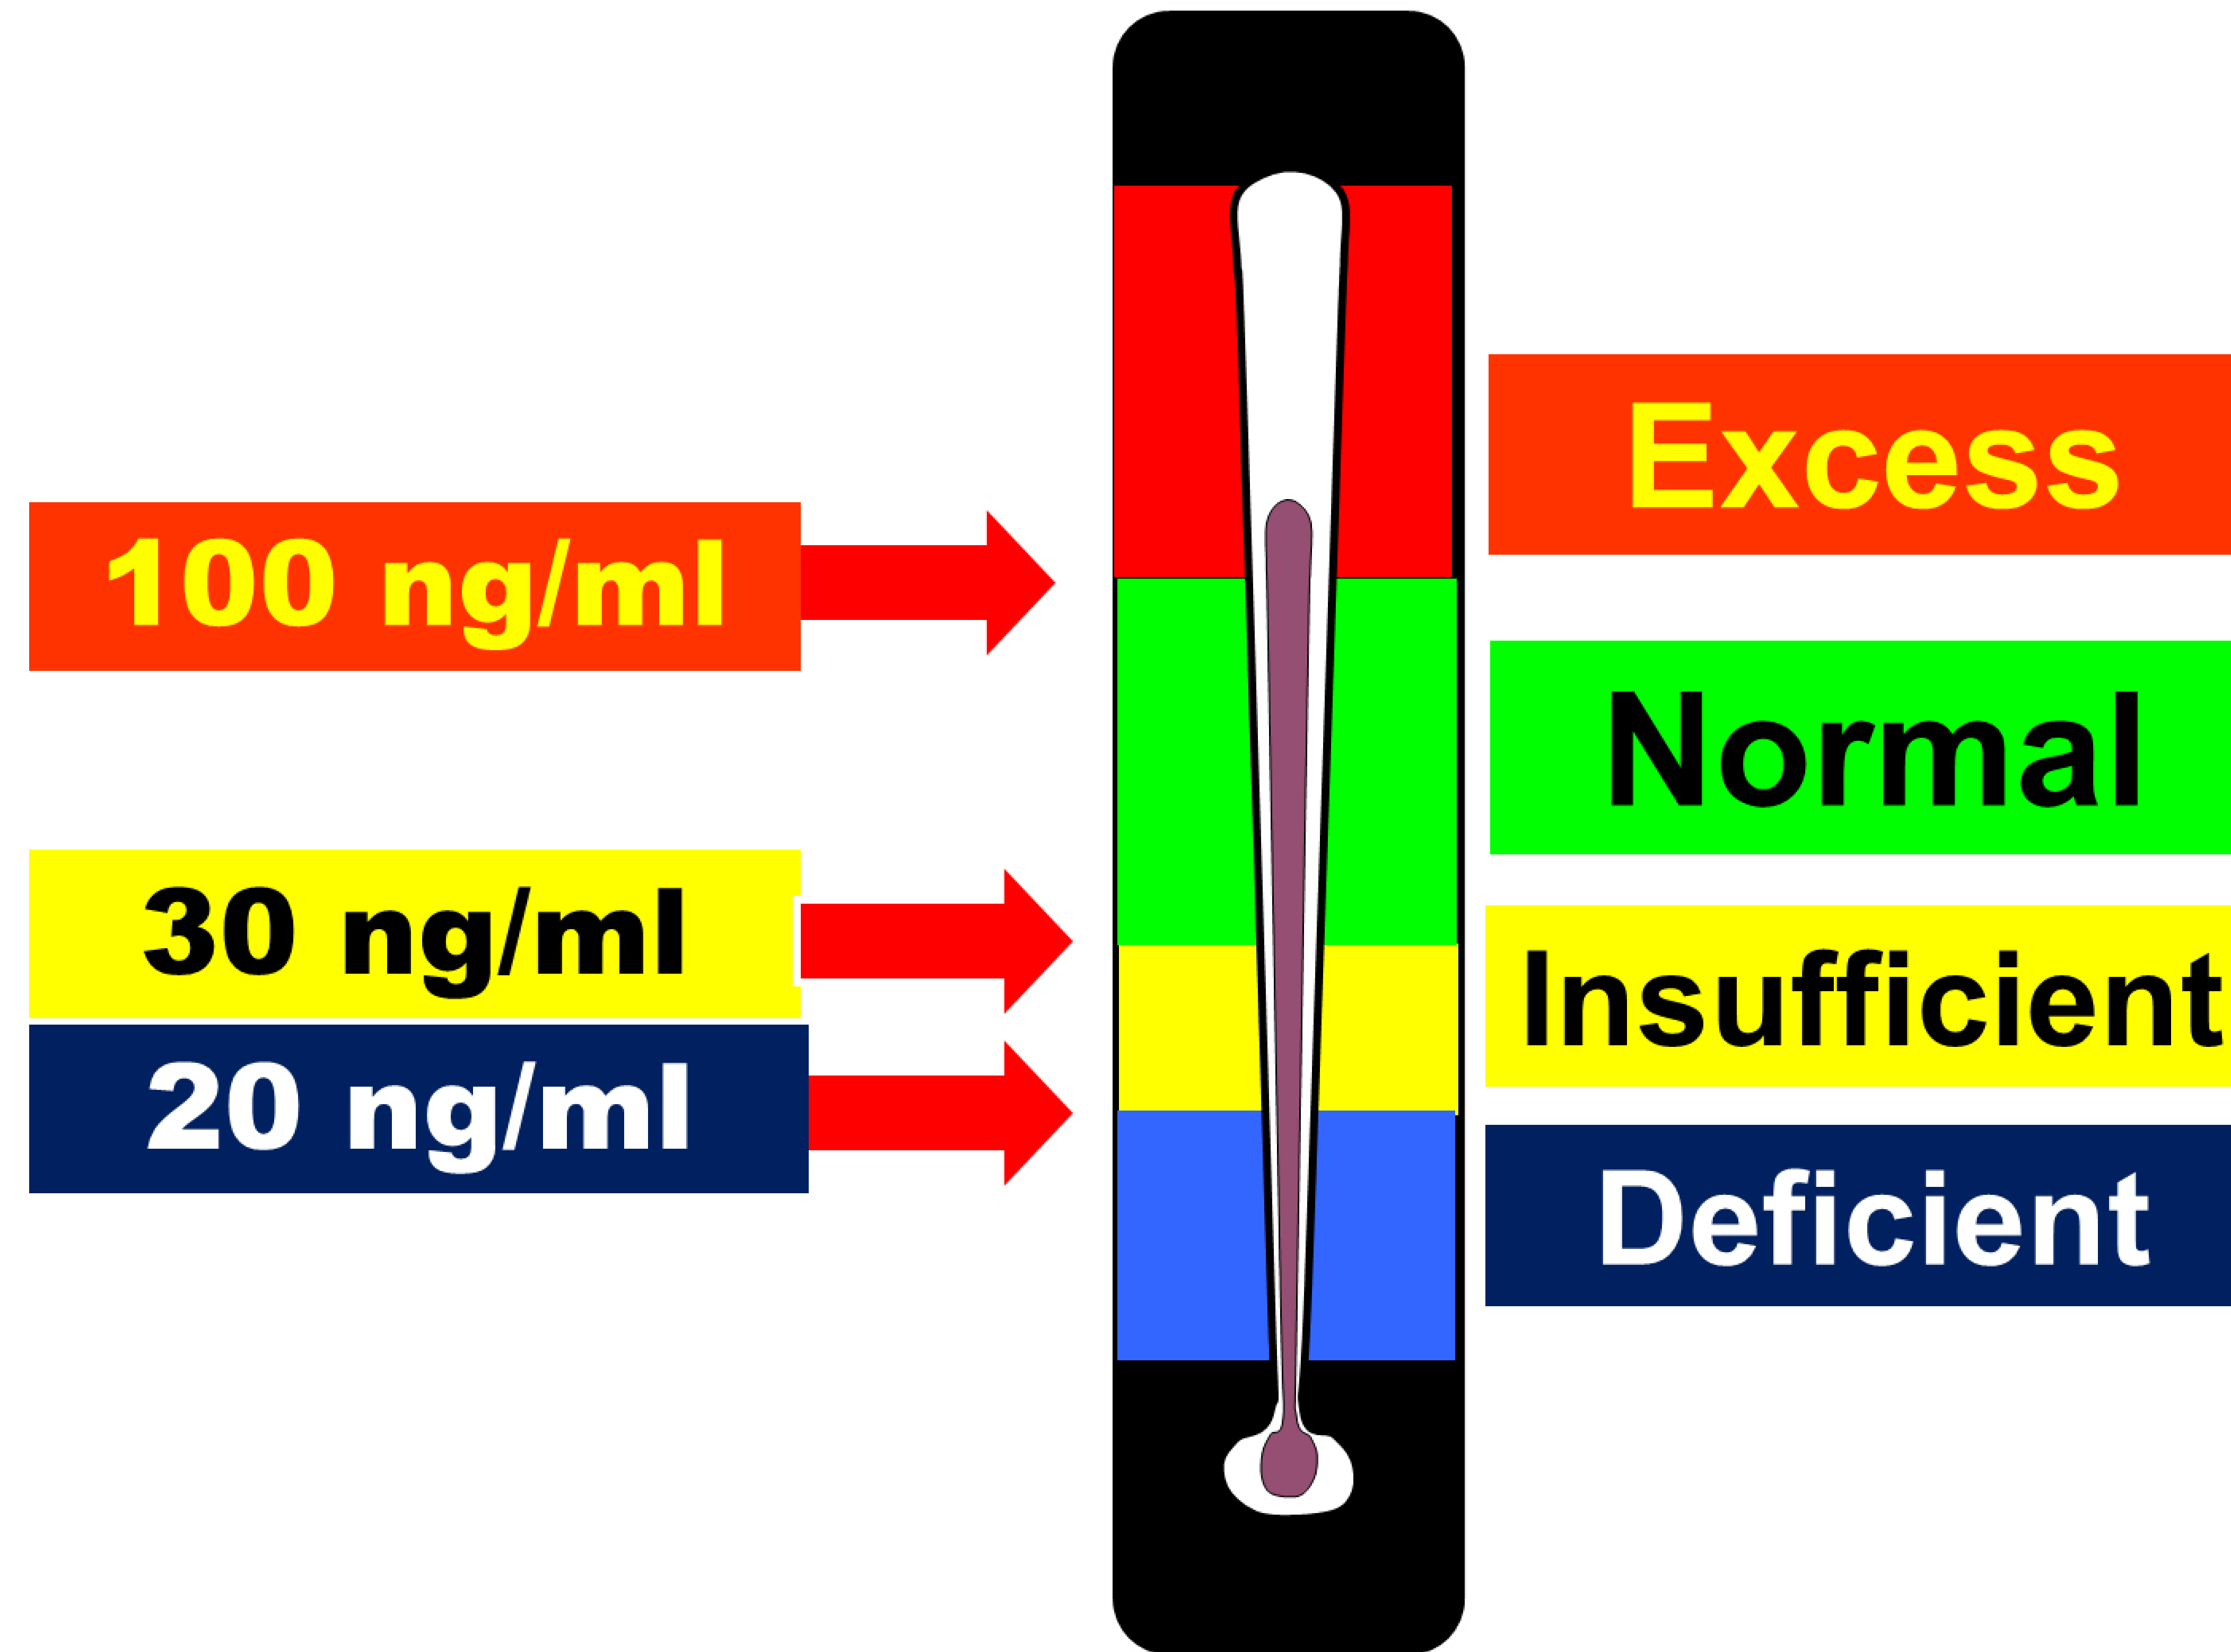 Excess
100 ng/ml
Normal
30 ng/ml
Insufficient
20 ng/ml
Deficient